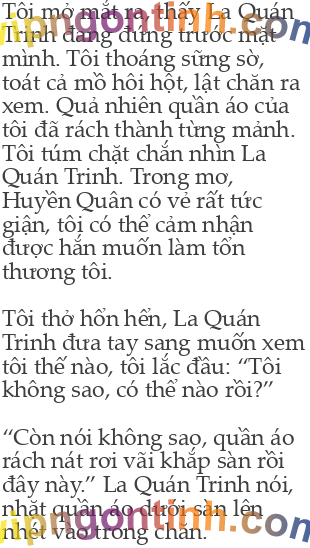 Tôi mở mắt ra, thấy La Quán
Trinh đang đứng trước mặt
mình. Tôi thoáng sững sờ,
toát cả mồ hôi hột, lật chăn ra
xem. Quả nhiên quần áo của
tôi đã rách thành từng mảnh.
Tôi túm chặt chăn nhìn La
Quán Trinh. Trong mơ,
Huyền Quân có vẻ rất tức
giận, tôi có thể cảm nhận
được hắn muốn làm tổn
thương tôi.
Tôi thở hổn hển, La Quán
Trinh đưa tay sang muốn xem
tôi thế nào, tôi lắc đầu: “Tôi
không sao, có thể nào rồi?”
“Còn nói không sao, quần áo
rách nát rơi vãi khắp sàn rồi
đây này.” La Quán Trinh nói,
nhặt quần áo dưới sàn lên
nhét vào trong chăn.
vipngontinh.com
vipngontinh.com